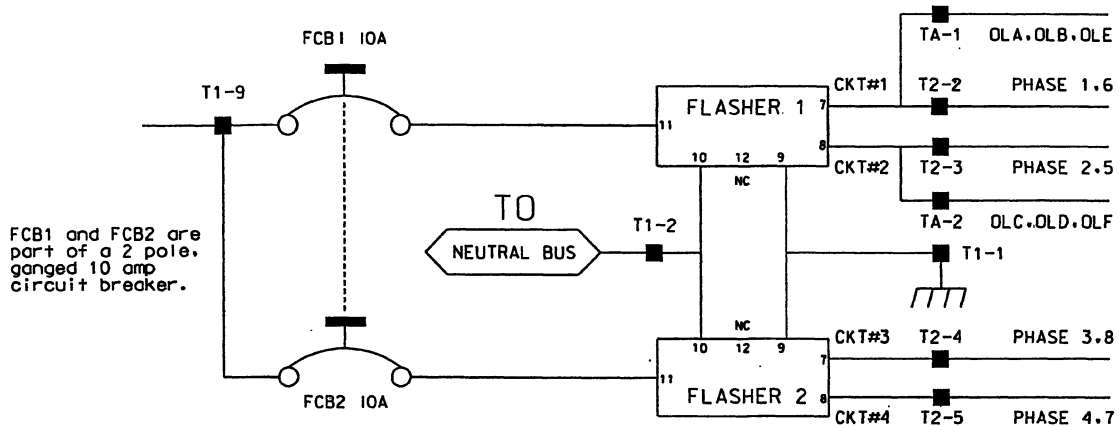 FCB1 10A
TA-1 OLA.OLB.OLE
T1-9
CKT#1 T2-2 PHASE 1.6
FLASHER 1
7
11
8
10 12 9
NC
CKT#2 T2-3 PHASE 2.5
TO
NEUTRAL BUS
T1-2
TA-2 OLC.OLD.OLF
T1-1
FCB1 and FCB2 are
part of a 2 pole.
ganged 10 amp
circuit breaker.
NC
10 12 9
CKT#3 T2-4 PHASE 3.8
7
11
FLASHER 2
8
FCB2 10A
CKT#4 T2-5 PHASE 4.7